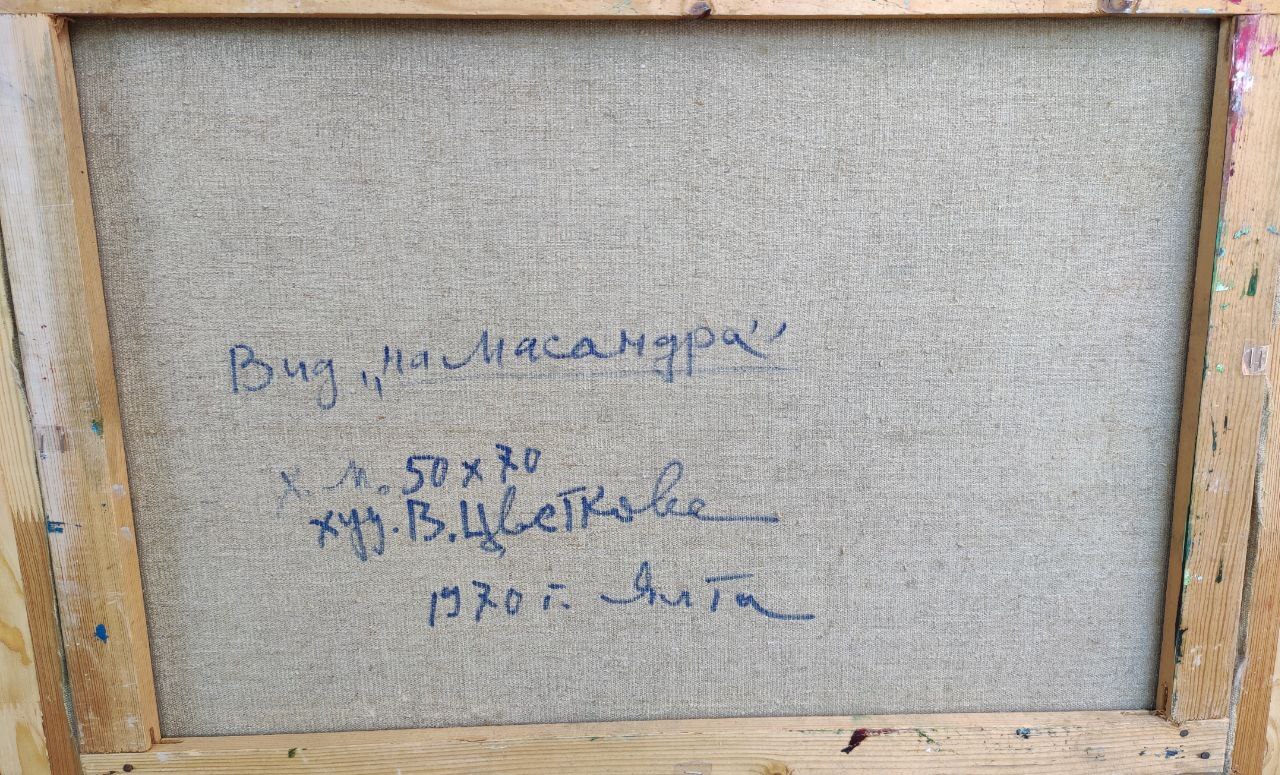 Вид „на Масандра"
х. м. 50 х 70
худ. В. Цветкова
1970 г. Ялта